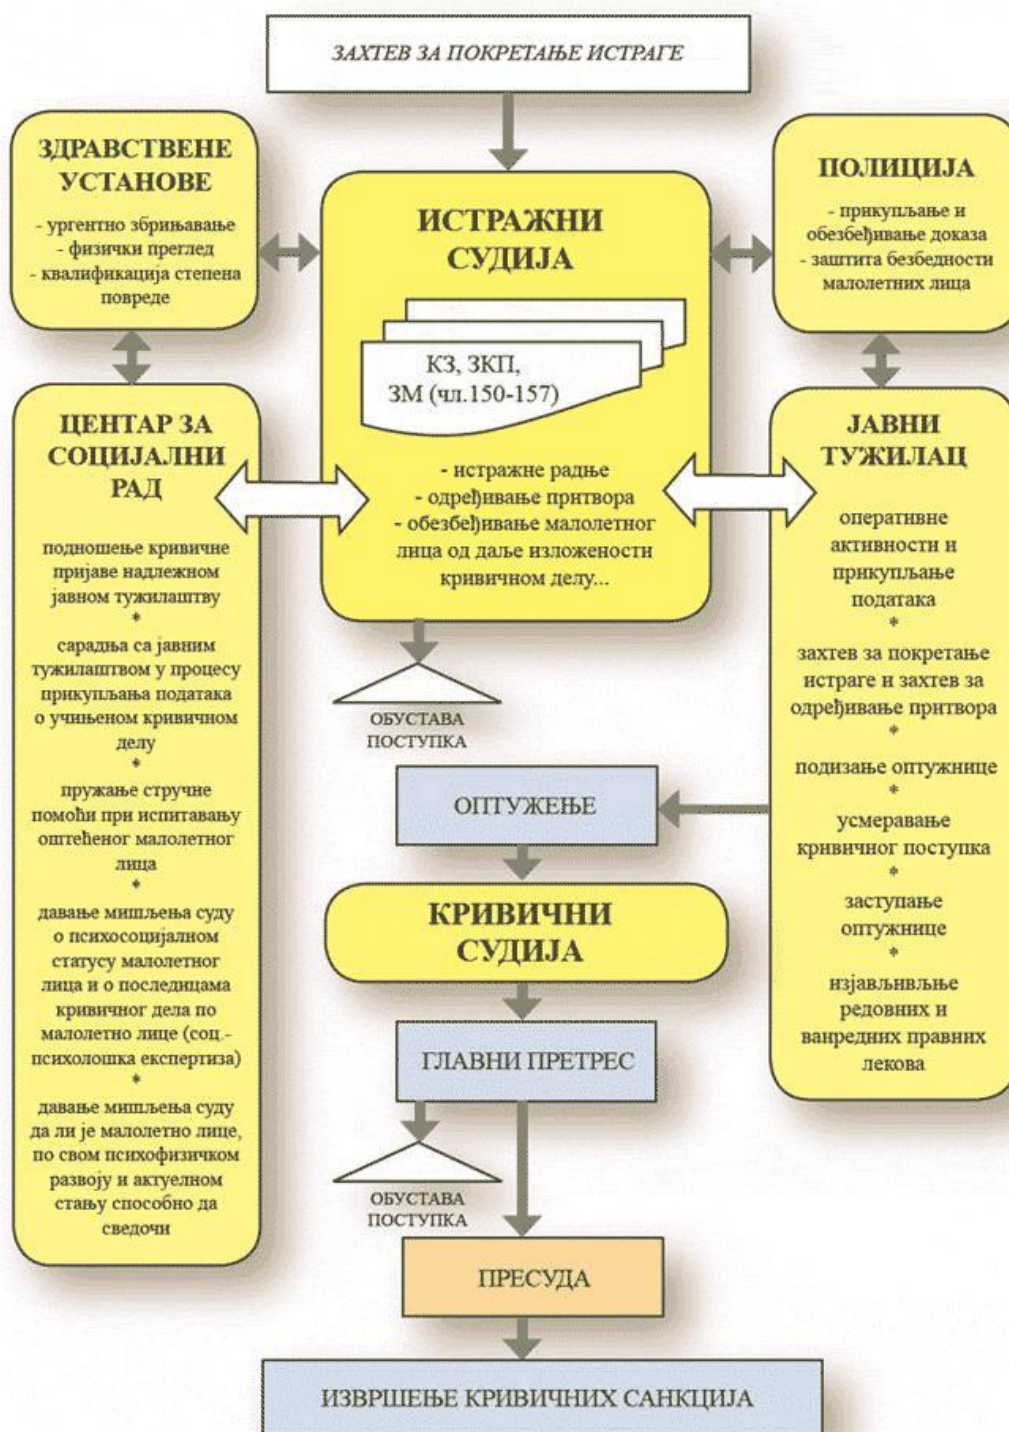 ЗАХТЕВ ЗА ПОКРЕТАЊЕ ИСТРАГЕ
ЗДРАВСТВЕНЕ
УСТАНОВЕ
- ургентно збрињавање
- физички преглед
- квалификација степена
повреде
ИСТРАЖНИ
СУДИЈА
КЗ, ЗКП,
ЗМ (чл.150-157)
- истражне радње
- одређивање притвора
- обезбеђивање малолетног
лица од даље изложености
кривичном делу...
ПОЛИЦИЈА
- прикупљање и
обезбеђивање доказа
- заштита безбедности
малолетних лица
ЦЕНТАР ЗА
СОЦИЈАЛНИ
РАД
подношење кривичне
пријаве надлежном
јавном тужилаштву
*
сарадња са јавним
тужилаштвом у процесу
прикупљања података
о учињеном кривичном
делу
*
пружање стручне
помоћи при испитавању
оштећеног малолетног
лица
*
давање мишљења суду
о психосоцијалном
статусу малолетног
лица и о последицама
кривичног дела по
малолетно лице (соц.-
психолошка експертиза)
*
давање мишљења суду
да ли је малолетно лице,
по свом психофизичком
развоју и актуелном
стању способно да
сведочи
ЈАВНИ
ТУЖИЛАЦ
оперативне
активности и
прикупљање
података
*
захтев за покретање
истраге и захтев за
одређивање притвора
*
подизање оптужнице
*
усмеравање
кривичног поступка
*
заступање
оптужнице
*
изјављивљње
редовних и
ванредних правних
лекова
ОБУСТАВА
ПОСТУПКА
ОПТУЖЕЊЕ
КРИВИЧНИ
СУДИЈА
ГЛАВНИ ПРЕТРЕС
ОБУСТАВА
ПОСТУПКА
ПРЕСУДА
ИЗВРШЕЊЕ КРИВИЧНИХ САНКЦИЈА